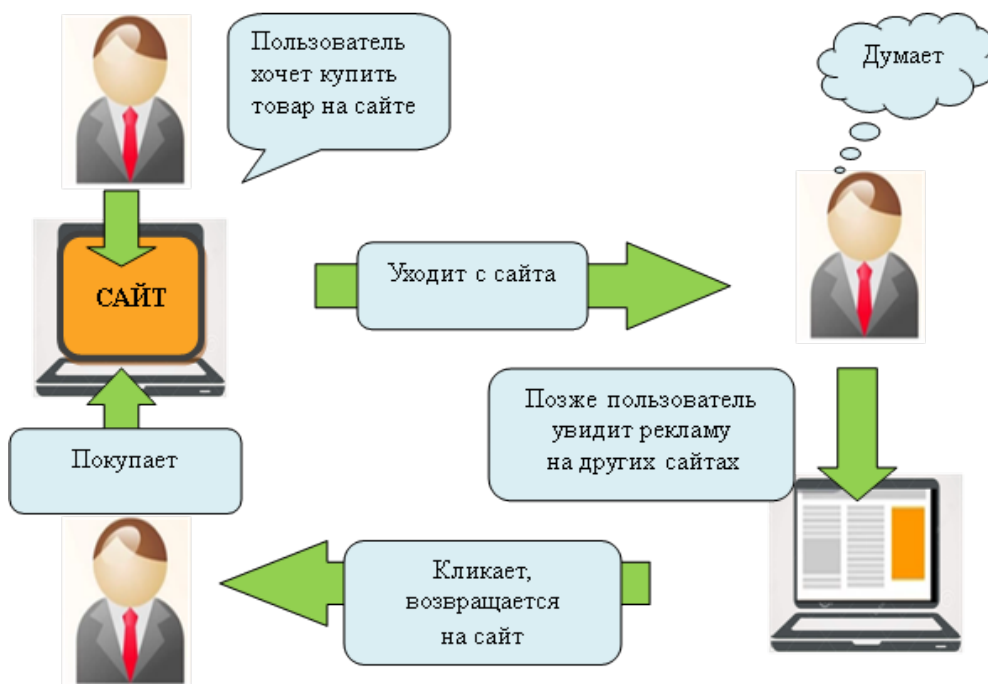 Пользователь
хочет купить
товар на сайте
Думает
САЙТ
Уходит с сайта
Позже пользователь
увидит рекламу
на других сайтах
Покупает
Кликает,
возвращается
на сайт